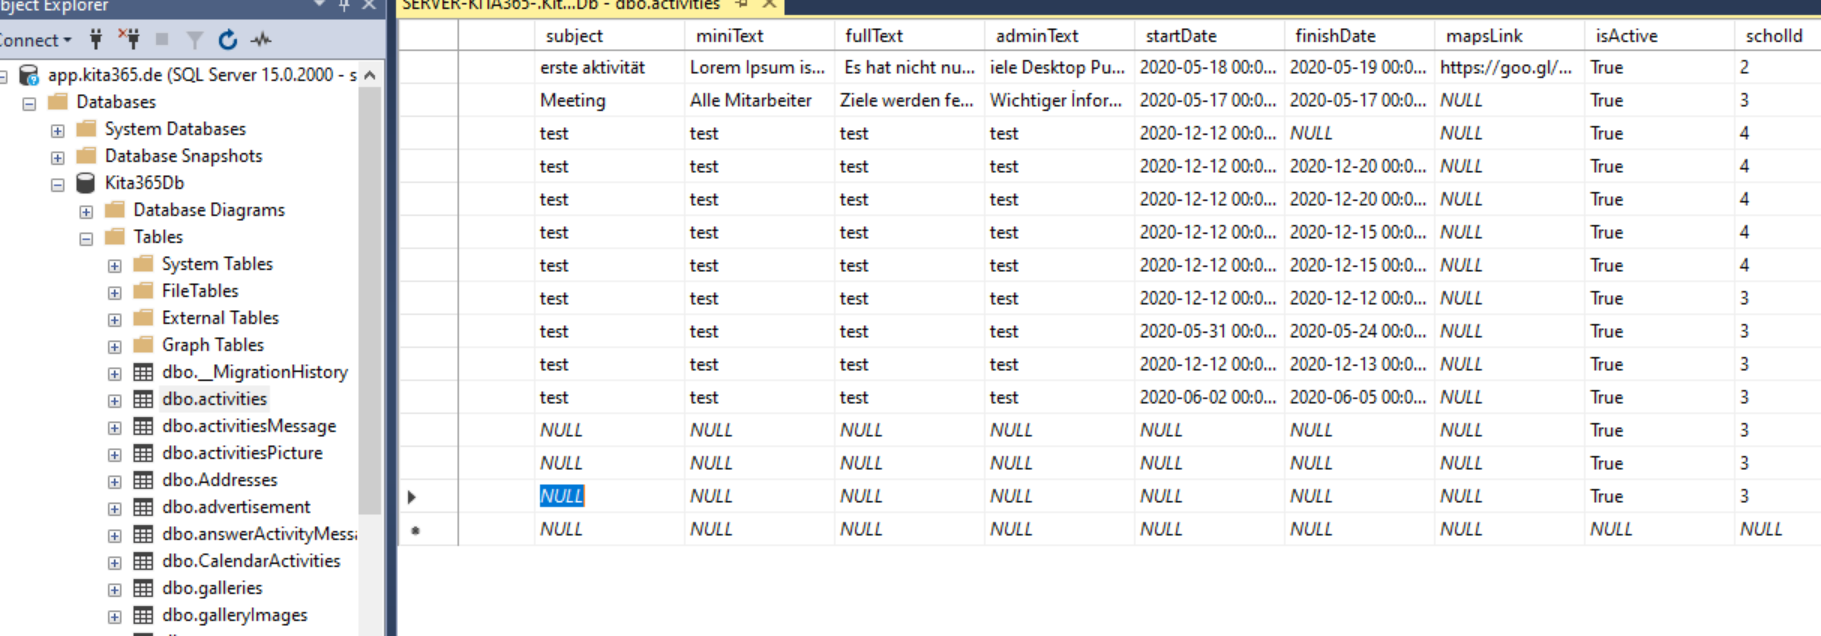 bject Explorer
Connect
app.kita365.de (SQL Server 15.0.2000 - s
Databases
System Databases
Database Snapshots
Kita365Db
Database Diagrams
Tables
System Tables
FileTables
External Tables
Graph Tables
dbo.__MigrationHistory
dbo.activities
dbo.activitiesMessage
dbo.activitiesPicture
dbo.Addresses
dbo.advertisement
dbo.answerActivityMessa
dbo.CalendarActivities
dbo.galleries
dbo.galleryImages
SERVER-KITA365-.Kit...Db - dbo.activities
subject miniText fullText adminText startDate finishDate mapsLink isActive scholId
erste aktivität Lorem Ipsum is... Es hat nicht nu... iele Desktop Pu... 2020-05-18 00:0... 2020-05-19 00:0... https://goo.gl/... True 2
Meeting Alle Mitarbeiter Ziele werden fe... Wichtiger İnfor... 2020-05-17 00:0... 2020-05-17 00:0... NULL True 3
test test test test 2020-12-12 00:0... NULL NULL True 4
test test test test 2020-12-12 00:0... 2020-12-20 00:0... NULL True 4
test test test test 2020-12-12 00:0... 2020-12-20 00:0... NULL True 4
test test test test 2020-12-12 00:0... 2020-12-15 00:0... NULL True 4
test test test test 2020-12-12 00:0... 2020-12-15 00:0... NULL True 4
test test test test 2020-12-12 00:0... 2020-12-12 00:0... NULL True 3
test test test test 2020-05-31 00:0... 2020-05-24 00:0... NULL True 3
test test test test 2020-12-12 00:0... 2020-12-13 00:0... NULL True 3
test test test test 2020-06-02 00:0... 2020-06-05 00:0... NULL True 3
NULL NULL NULL NULL NULL NULL NULL True 3
NULL NULL NULL NULL NULL NULL NULL True 3
NULL NULL NULL NULL NULL NULL NULL True 3
NULL NULL NULL NULL NULL NULL NULL NULL NULL